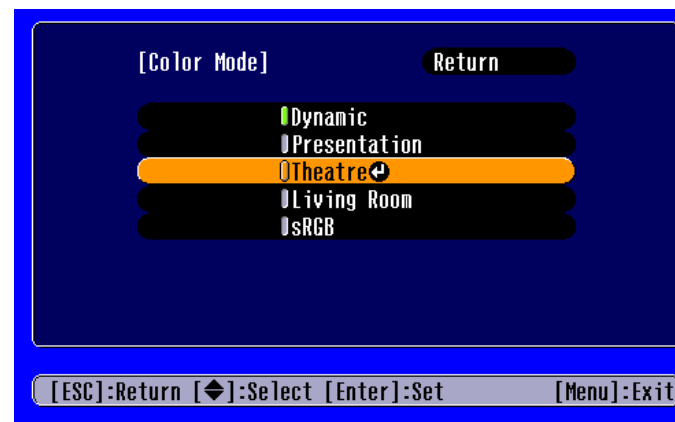 [Color Mode] Return
Dynamic
Presentation
Theatre
Living Room
sRGB
[ESC]:Return [◆]:Select [Enter]:Set [Menu]:Exit